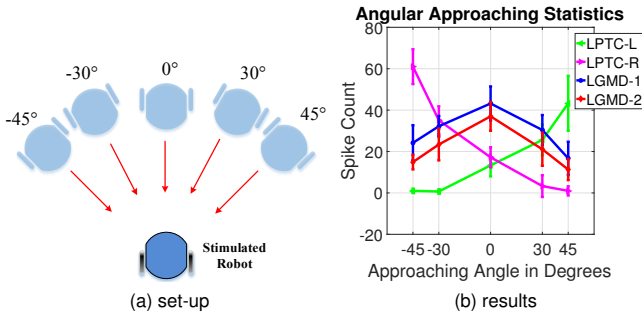 -45°
-30°
0°
30°
45°
Stimulated
Robot
(a) set-up
Angular Approaching Statistics
LPTC-L
LPTC-R
LGMD-1
LGMD-2
Spike Count
80
60
40
20
0
-20
-45 -30 0 30 45
Approaching Angle in Degrees
(b) results